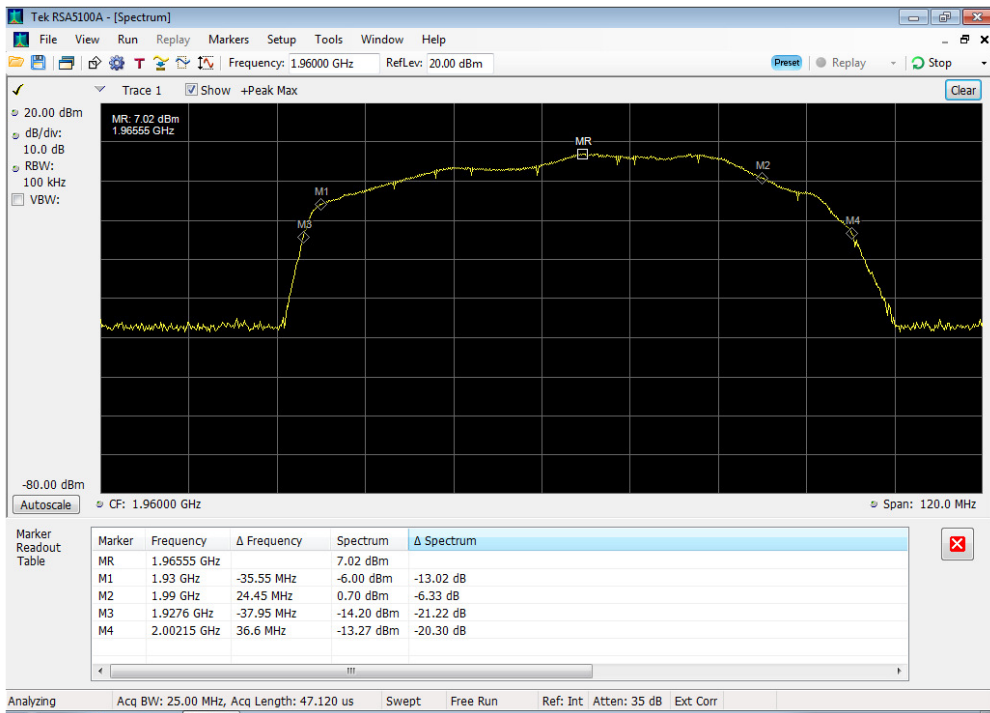 Tek RSA5100A - [Spectrum]
File View Run Replay Markers Setup Tools Window Help
T Frequency: 1.96000 GHz RefLev: 20.00 dBm Preset Replay Stop
Trace 1 Show +Peak Max Clear
20.00 dBm
dB/div:
10.0 dB
RBW:
100 kHz
VBW:
MR: 7.02 dBm
1.96555 GHz
MR
M2
M1
M3
M4
-80.00 dBm
Autoscale CF: 1.96000 GHz Span: 120.0 MHz
Marker
Readout
Table
Marker Frequency Δ Frequency Spectrum Δ Spectrum
MR 1.96555 GHz 7.02 dBm
M1 1.93 GHz -35.55 MHz -6.00 dBm -13.02 dB
M2 1.99 GHz 24.45 MHz 0.70 dBm -6.33 dB
M3 1.9276 GHz -37.95 MHz -14.20 dBm -21.22 dB
M4 2.00215 GHz 36.6 MHz -13.27 dBm -20.30 dB
Analyzing Acq BW: 25.00 MHz, Acq Length: 47.120 us Swept Free Run Ref: Int Atten: 35 dB Ext Corr